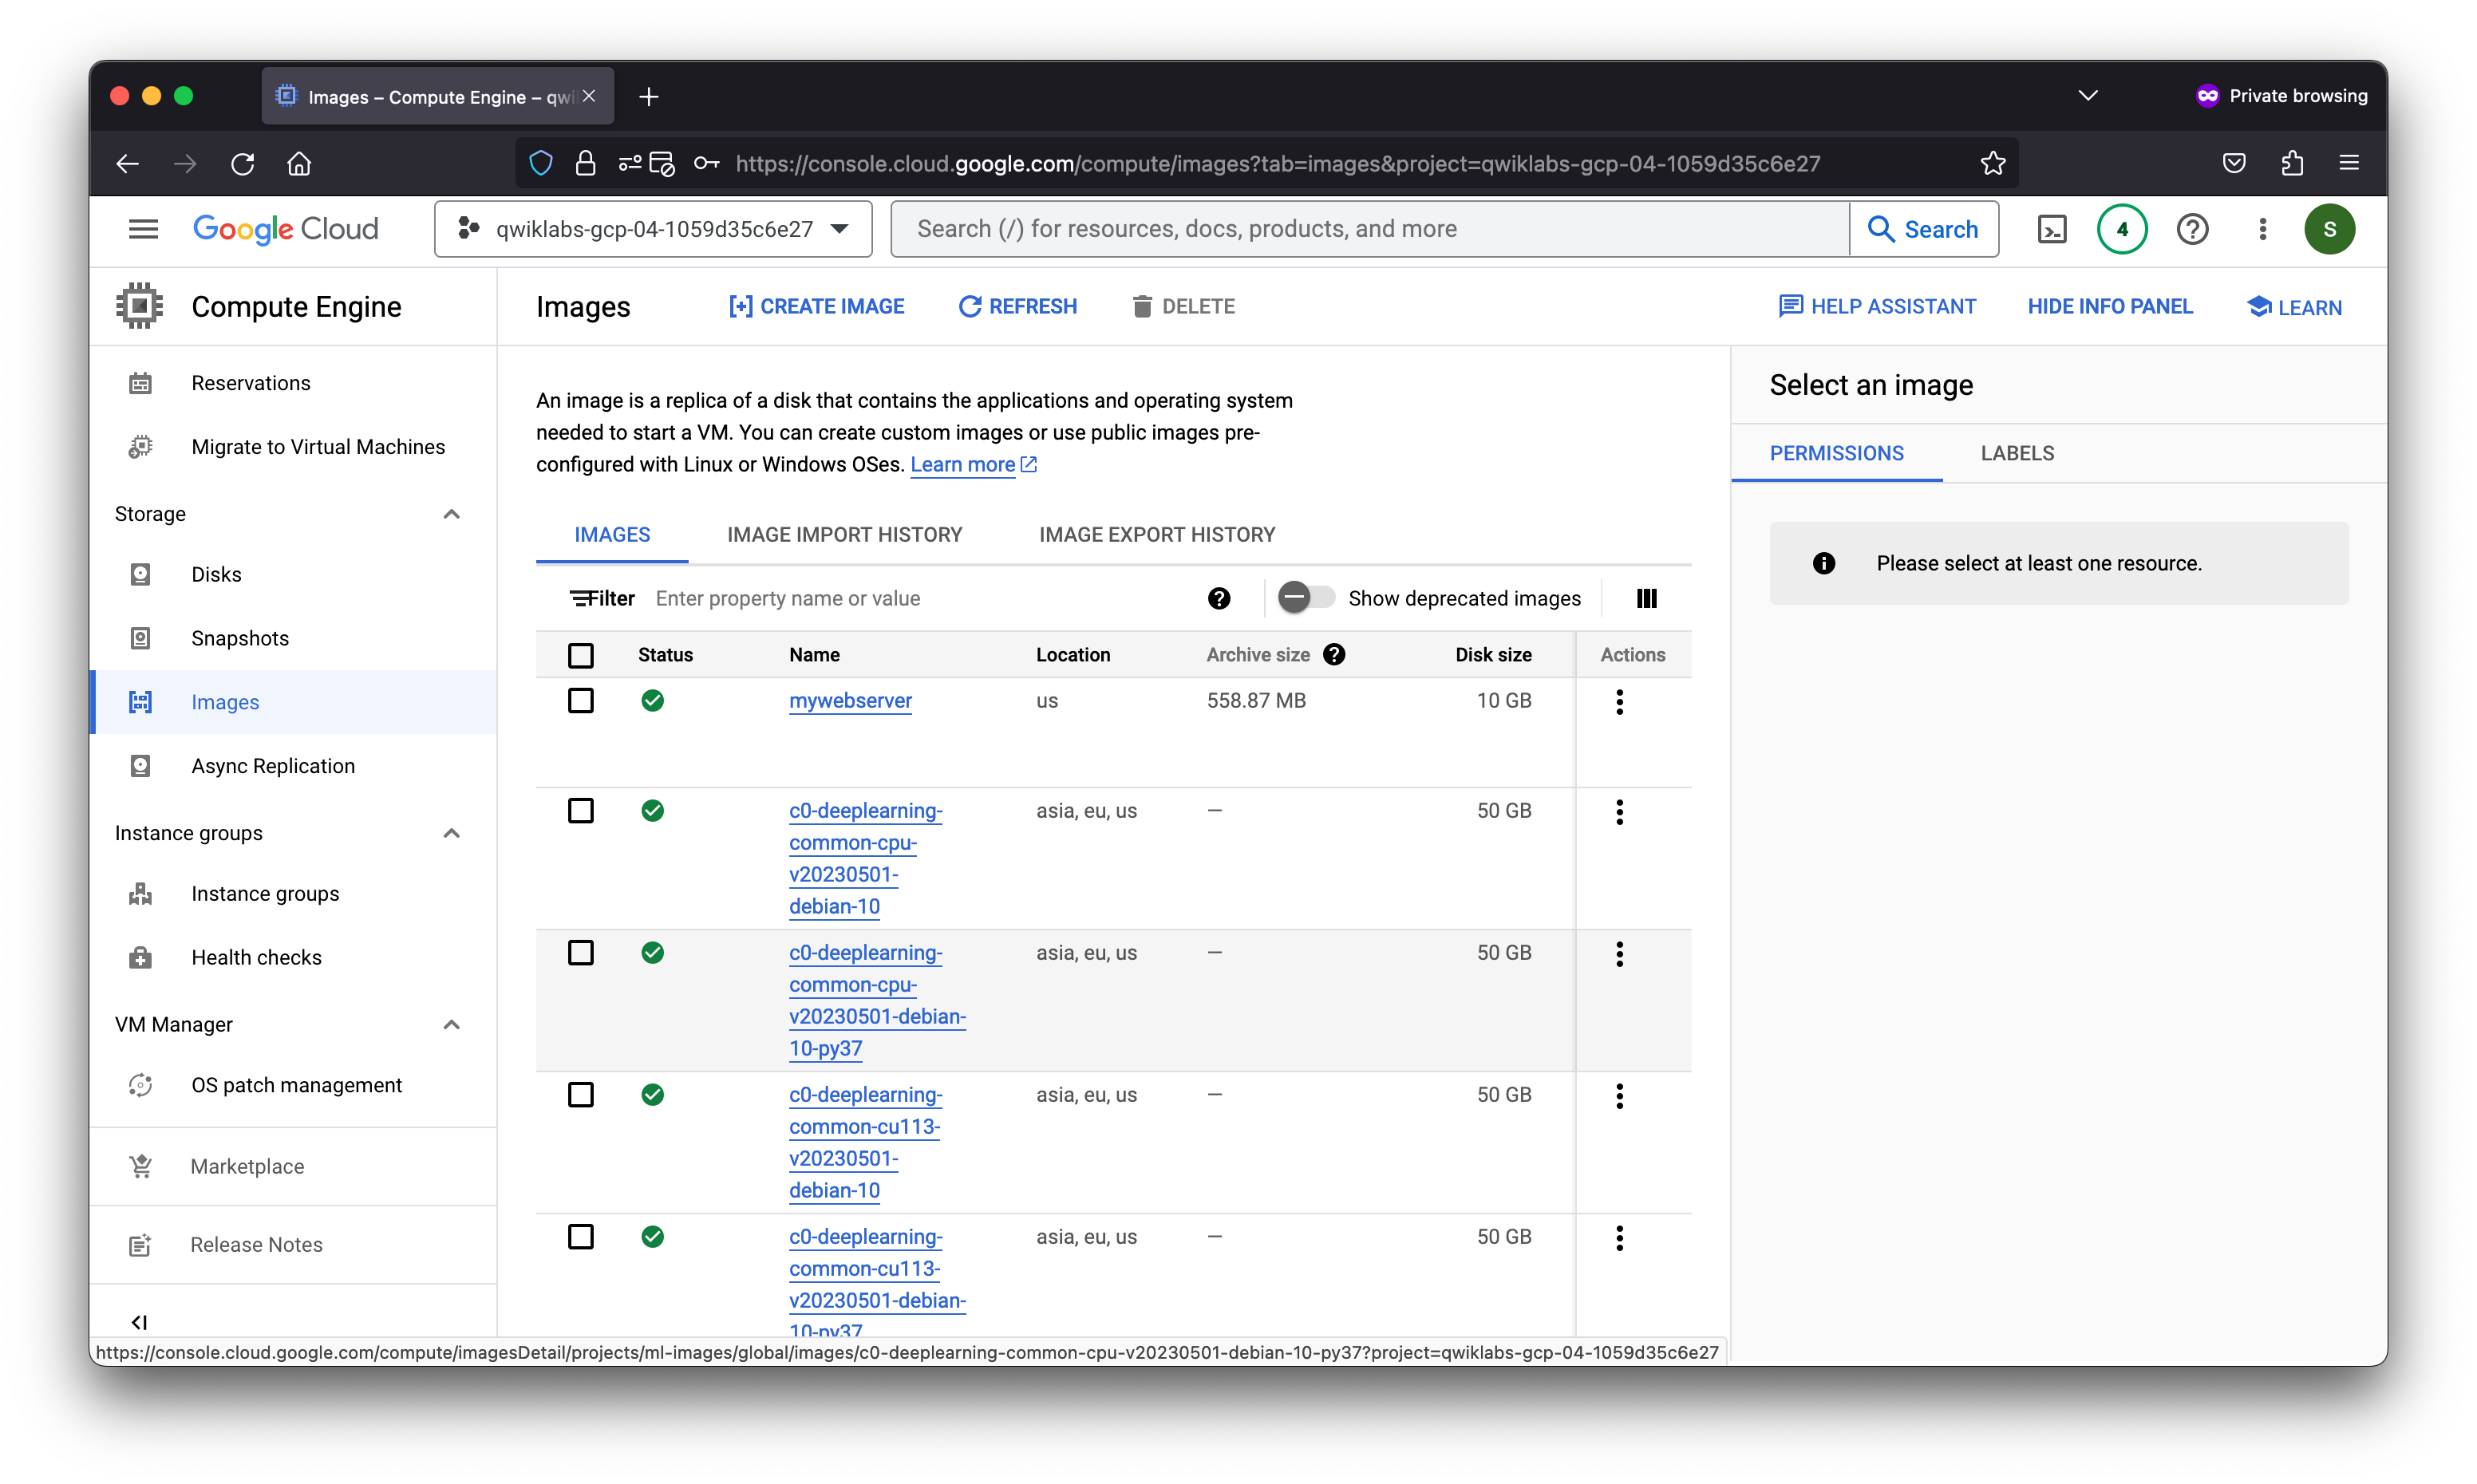 Images – Compute Engine – qwi
Private browsing
https://console.cloud.google.com/compute/images?tab=images&project=qwiklabs-gcp-04-1059d35c6e27
Google Cloud
qwiklabs-gcp-04-1059d35c6e27
Search (/) for resources, docs, products, and more
Search
4
S
Compute Engine
Images
CREATE IMAGE
REFRESH
DELETE
HELP ASSISTANT
HIDE INFO PANEL
LEARN
Reservations
Migrate to Virtual Machines
Storage
Disks
Snapshots
Images
Async Replication
Instance groups
Instance groups
Health checks
VM Manager
OS patch management
Marketplace
Release Notes
An image is a replica of a disk that contains the applications and operating system
needed to start a VM. You can create custom images or use public images pre-
configured with Linux or Windows OSes. Learn more
IMAGES IMAGE IMPORT HISTORY IMAGE EXPORT HISTORY
Filter Enter property name or value Show deprecated images
Status Name Location Archive size Disk size Actions
mywebserver us 558.87 MB 10 GB
c0-deeplearning- asia, eu, us — 50 GB
common-cpu-
v20230501-
debian-10
c0-deeplearning- asia, eu, us — 50 GB
common-cpu-
v20230501-debian-
10-py37
c0-deeplearning- asia, eu, us — 50 GB
common-cu113-
v20230501-
debian-10
c0-deeplearning- asia, eu, us — 50 GB
common-cu113-
v20230501-debian-
10-py37
Select an image
PERMISSIONS LABELS
Please select at least one resource.
https://console.cloud.google.com/compute/imagesDetail/projects/ml-images/global/images/c0-deeplearning-common-cpu-v20230501-debian-10-py37?project=qwiklabs-gcp-04-1059d35c6e27